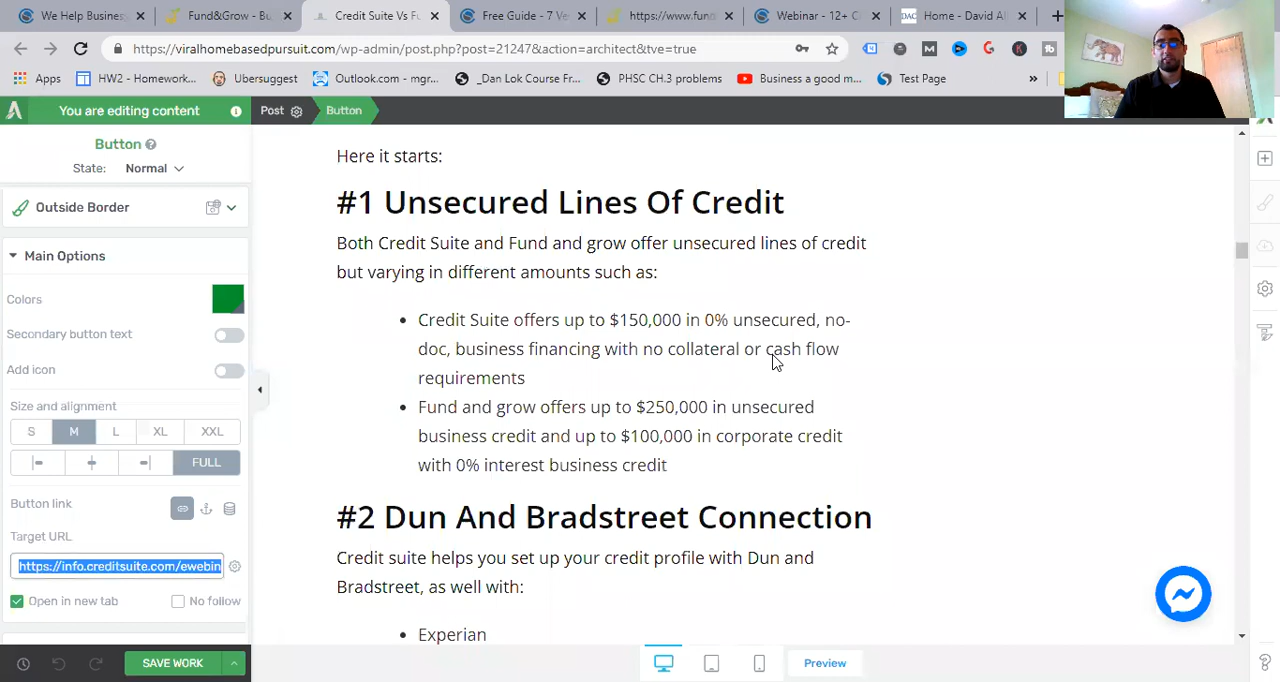 We Help Busines
Fund&Grow - Bu
Credit Suite Vs Fu
Free Guide - 7 Ve
https://www.fun
Webinar - 12+ C
DAC Home - David Al
https://viralhomebasedpursuit.com/wp-admin/post.php?post=21247&action=architect&tve=true
Apps
HW2 - Homework...
Ubersuggest
Outlook.com - mgr...
_Dan Lok Course Fr...
PHSC CH.3 problems
Business a good m...
Test Page
You are editing content
Post
Button
Button
State: Normal
Outside Border
Main Options
Colors
Secondary button text
Add icon
Size and alignment
S M L XL XXL
FULL
Button link
Target URL
https://info.creditsuite.com/ewebin
Open in new tab
No follow
SAVE WORK
Here it starts:
#1 Unsecured Lines Of Credit
Both Credit Suite and Fund and grow offer unsecured lines of credit
but varying in different amounts such as:
• Credit Suite offers up to $150,000 in 0% unsecured, no-
doc, business financing with no collateral or cash flow
requirements
• Fund and grow offers up to $250,000 in unsecured
business credit and up to $100,000 in corporate credit
with 0% interest business credit
#2 Dun And Bradstreet Connection
Credit suite helps you set up your credit profile with Dun and
Bradstreet, as well with:
• Experian
Preview